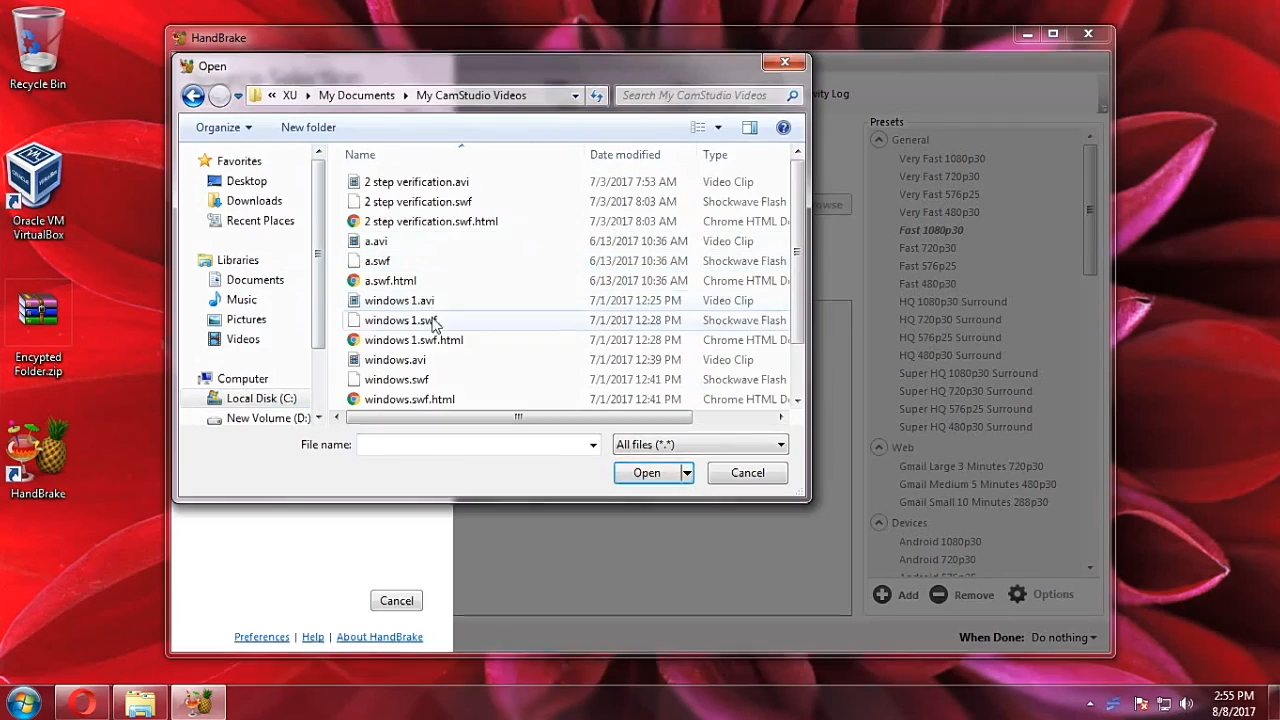 Recycle Bin
Oracle VM
VirtualBox
Encypted
Folder.zip
HandBrake
HandBrake
Open
« XU My Documents My CamStudio Videos
Search My CamStudio Videos
Organize
New folder
Favorites
Desktop
Downloads
Recent Places
Libraries
Documents
Music
Pictures
Videos
Computer
Local Disk (C:)
New Volume (D:)
Name Date modified Type
2 step verification.avi 7/3/2017 7:53 AM Video Clip
2 step verification.swf 7/3/2017 8:03 AM Shockwave Flash
2 step verification.swf.html 7/3/2017 8:03 AM Chrome HTML Do
a.avi 6/13/2017 10:36 AM Video Clip
a.swf 6/13/2017 10:36 AM Shockwave Flash
a.swf.html 6/13/2017 10:36 AM Chrome HTML Do
windows 1.avi 7/1/2017 12:25 PM Video Clip
windows 1.swf 7/1/2017 12:28 PM Shockwave Flash
windows 1.swf.html 7/1/2017 12:28 PM Chrome HTML Do
windows.avi 7/1/2017 12:39 PM Video Clip
windows.swf 7/1/2017 12:41 PM Shockwave Flash
windows.swf.html 7/1/2017 12:41 PM Chrome HTML Do
File name:
All files (*.*)
Open
Cancel
vity Log
Presets
General
Very Fast 1080p30
Very Fast 720p30
Very Fast 576p25
Very Fast 480p30
Fast 1080p30
Fast 720p30
Fast 576p25
Fast 480p30
HQ 1080p30 Surround
HQ 720p30 Surround
HQ 576p25 Surround
HQ 480p30 Surround
Super HQ 1080p30 Surround
Super HQ 720p30 Surround
Super HQ 576p25 Surround
Super HQ 480p30 Surround
Web
Gmail Large 3 Minutes 720p30
Gmail Medium 5 Minutes 480p30
Gmail Small 10 Minutes 288p30
Devices
Android 1080p30
Android 720p30
Android 576p25
Add
Remove
Options
Cancel
Preferences | Help | About HandBrake
When Done: Do nothing
2:55 PM
8/8/2017